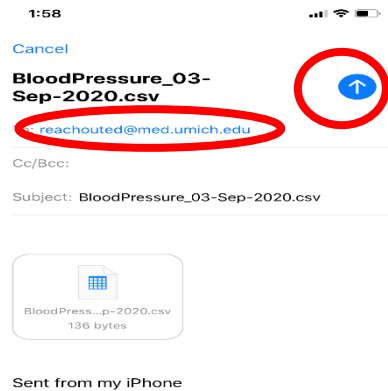 1:58
Cancel
BloodPressure_03-
Sep-2020.csv
To: reachouted@med.umich.edu
Cc/Bcc:
Subject: BloodPressure_03-Sep-2020.csv
BloodPress...p-2020.csv
136 bytes
Sent from my iPhone